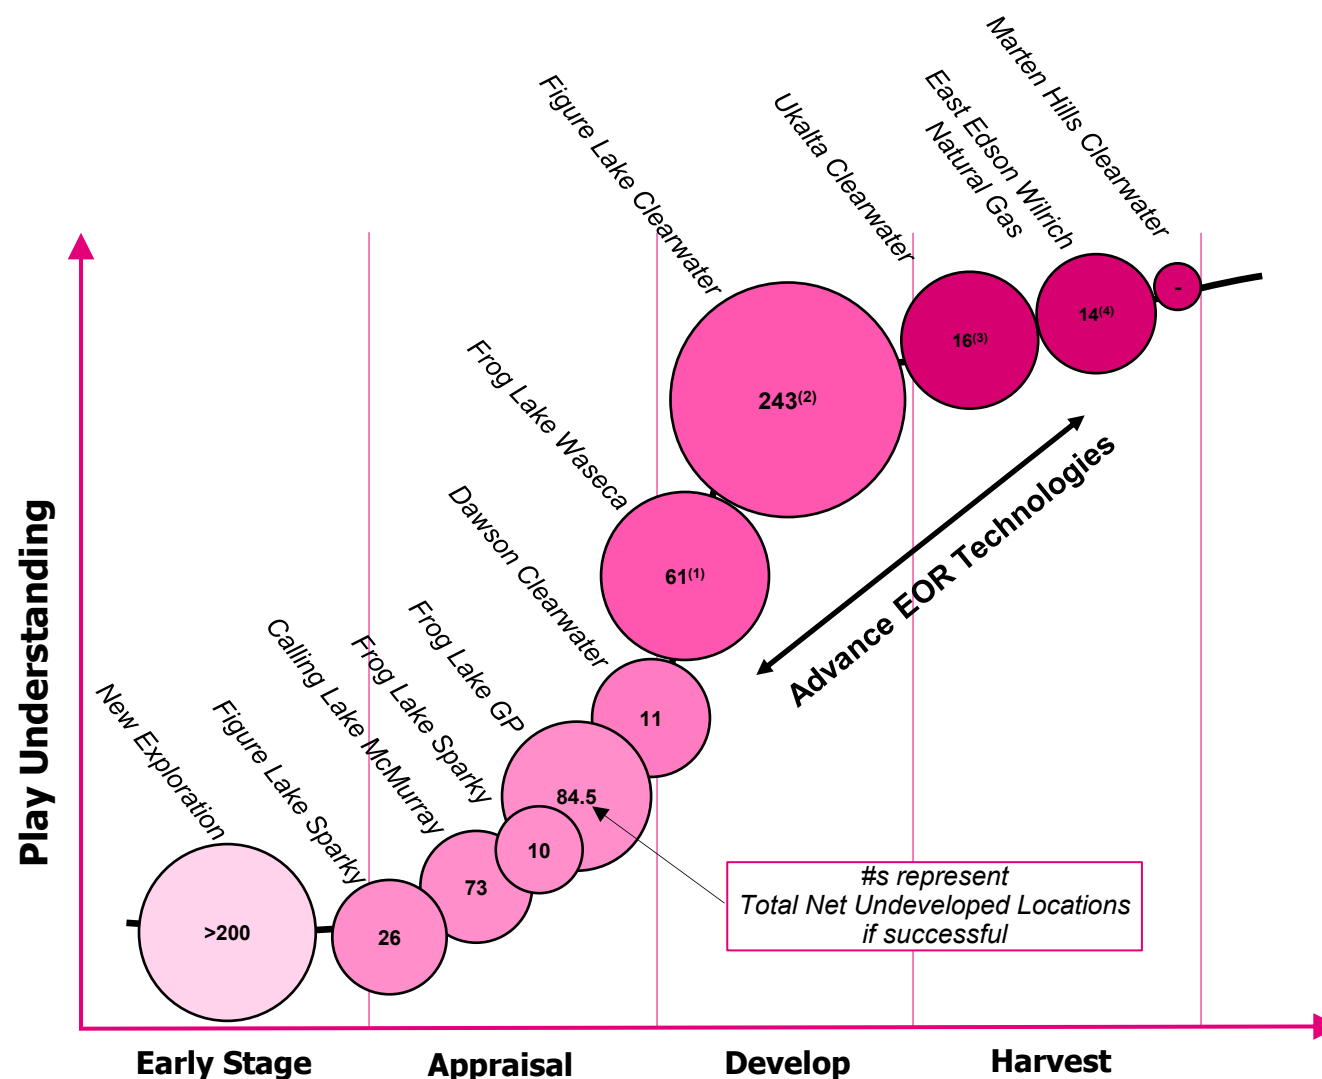 Marten Hills Clearwater
East Edson Wilrich
Natural Gas
Ukalta Clearwater
Figure Lake Clearwater
Frog Lake Waseca
Dawson Clearwater
Frog Lake GP
Frog Lake Sparky
Calling Lake McMurray
Figure Lake Sparky
New Exploration
Play Understanding
-
14(4)
16(3)
243(2)
61(1)
11
84.5
10
73
26
>200
Advance EOR Technologies
#s represent
Total Net Undeveloped Locations
if successful
Early Stage
Appraisal
Develop
Harvest